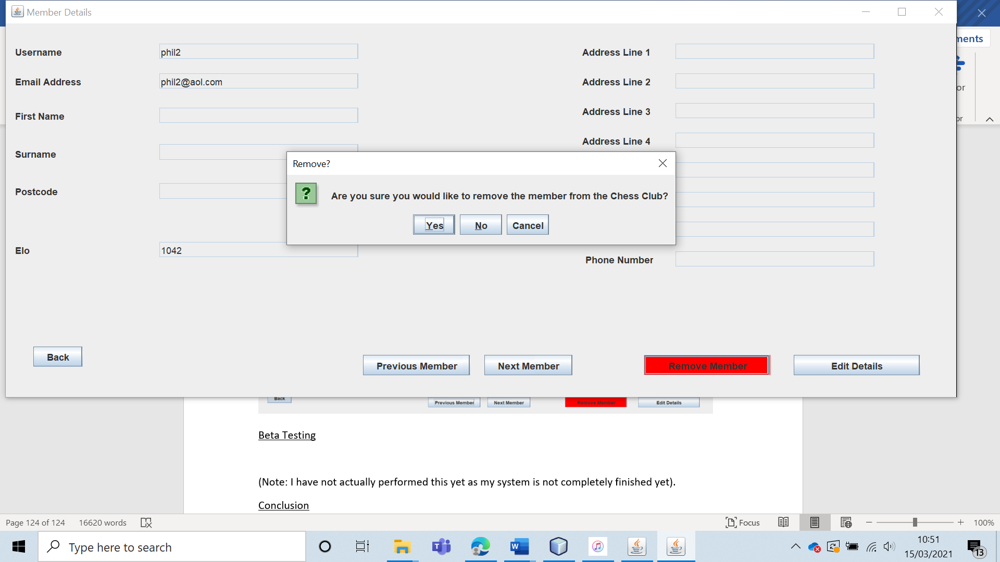 Member Details
ments
Username
phil2
Address Line 1
Email Address
phil2@aol.com
Address Line 2
or
First Name
Address Line 3
or
Surname
Address Line 4
Remove?
Postcode
Are you sure you would like to remove the member from the Chess Club?
Yes
No
Cancel
Elo
1042
Phone Number
Back
Previous Member
Next Member
Remove Member
Edit Details
Back
Previous Member
Next Member
Remove Member
Edit Details
Beta Testing
(Note: I have not actually performed this yet as my system is not completely finished yet).
Conclusion
Page 124 of 124
16620 words
Focus
100%
Type here to search
10:51
15/03/2021
13